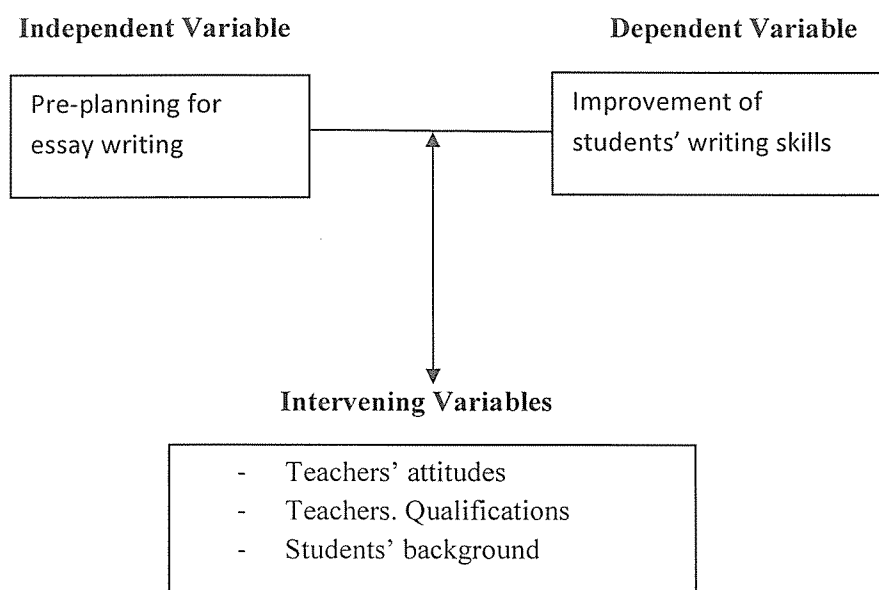 Independent Variable
Dependent Variable
Pre-planning for
essay writing
Improvement of
students' writing skills
Intervening Variables
- Teachers' attitudes
- Teachers. Qualifications
- Students' background